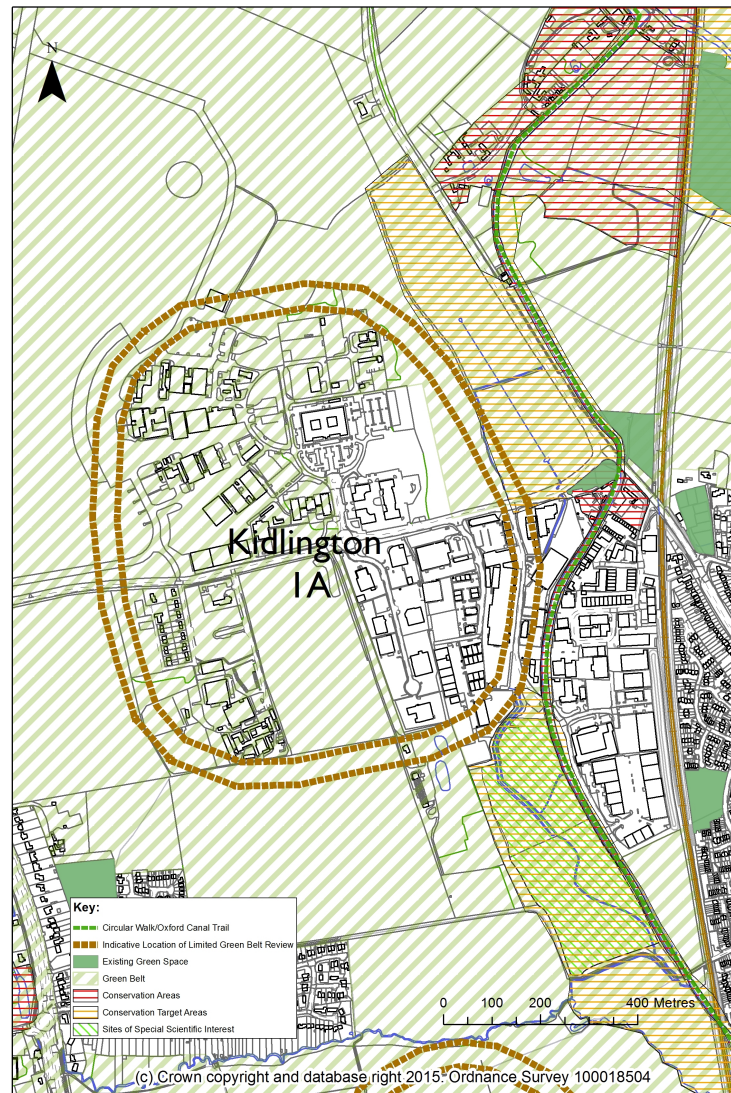 N
Kidlington
1A
Key:
Circular Walk/Oxford Canal Trail
Indicative Location of Limited Green Belt Review
Existing Green Space
Green Belt
Conservation Areas
Conservation Target Areas
Sites of Special Scientific Interest
0 100 200 400 Metres
(c) Crown copyright and database right 2015. Ordnance Survey 100018504